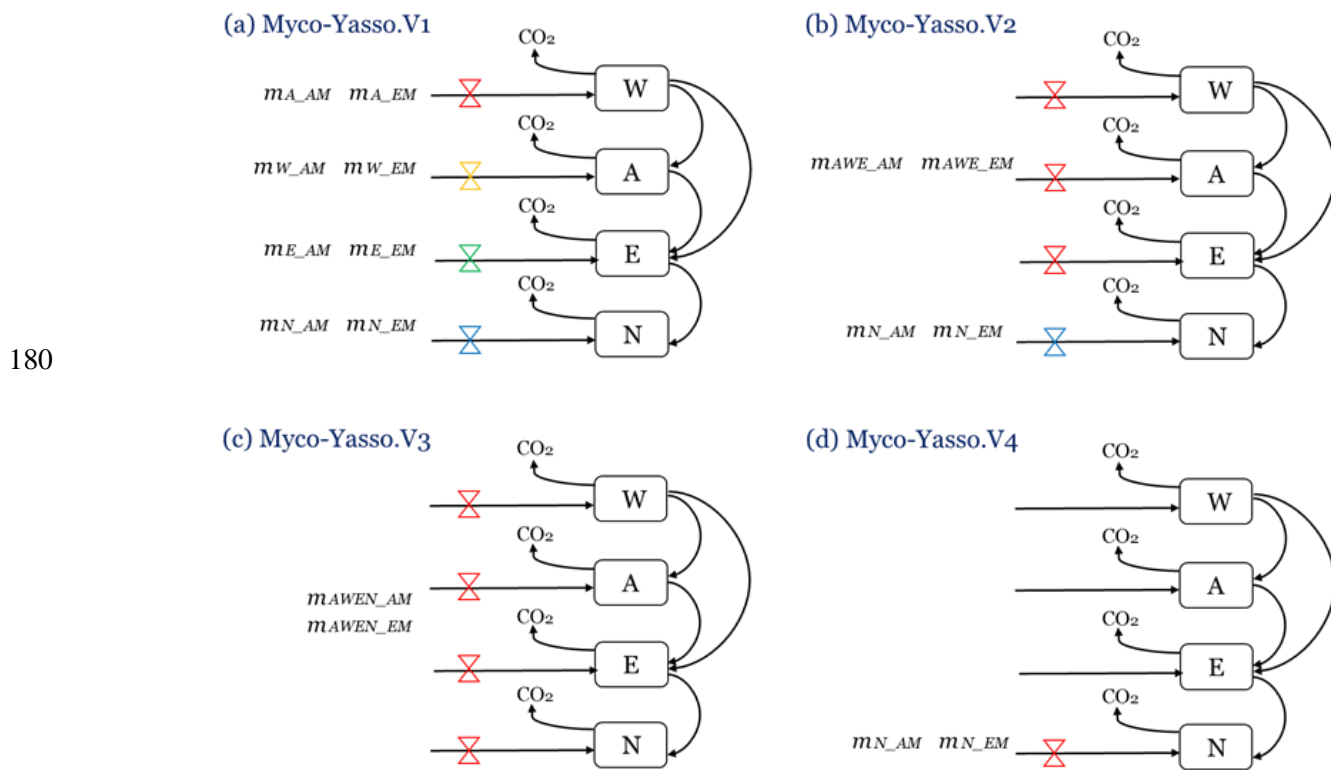 (a) Myco-Yasso.V1
CO2
W
mA_AM mA_EM
CO2
A
mW_AM mW_EM
CO2
E
mE_AM mE_EM
CO2
N
mN_AM mN_EM
(b) Myco-Yasso.V2
CO2
W
CO2
A
mAWE_AM mAWE_EM
CO2
E
CO2
N
mN_AM mN_EM
180
(c) Myco-Yasso.V3
CO2
W
CO2
A
mAWEN_AM
mAWEN_EM
CO2
E
CO2
N
(d) Myco-Yasso.V4
CO2
W
CO2
A
CO2
E
CO2
N
mN_AM mN_EM